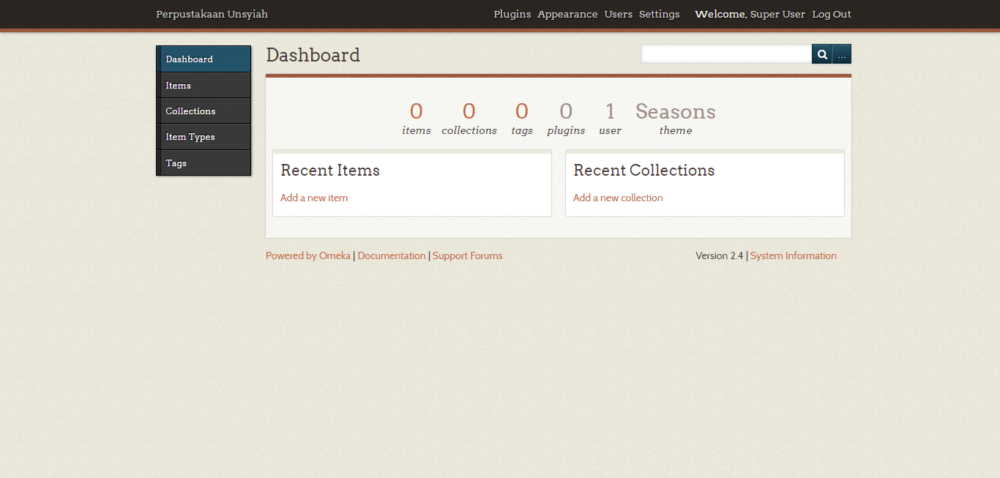 Perpustakaan Unsyiah
Plugins Appearance Users Settings Welcome, Super User Log Out
Dashboard
Items
Collections
Item Types
Tags
Dashboard
...
0 0 0 0 1 Seasons
items collections tags plugins user theme
Recent Items
Add a new item
Recent Collections
Add a new collection
Powered by Omeka | Documentation | Support Forums
Version 2.4 | System Information